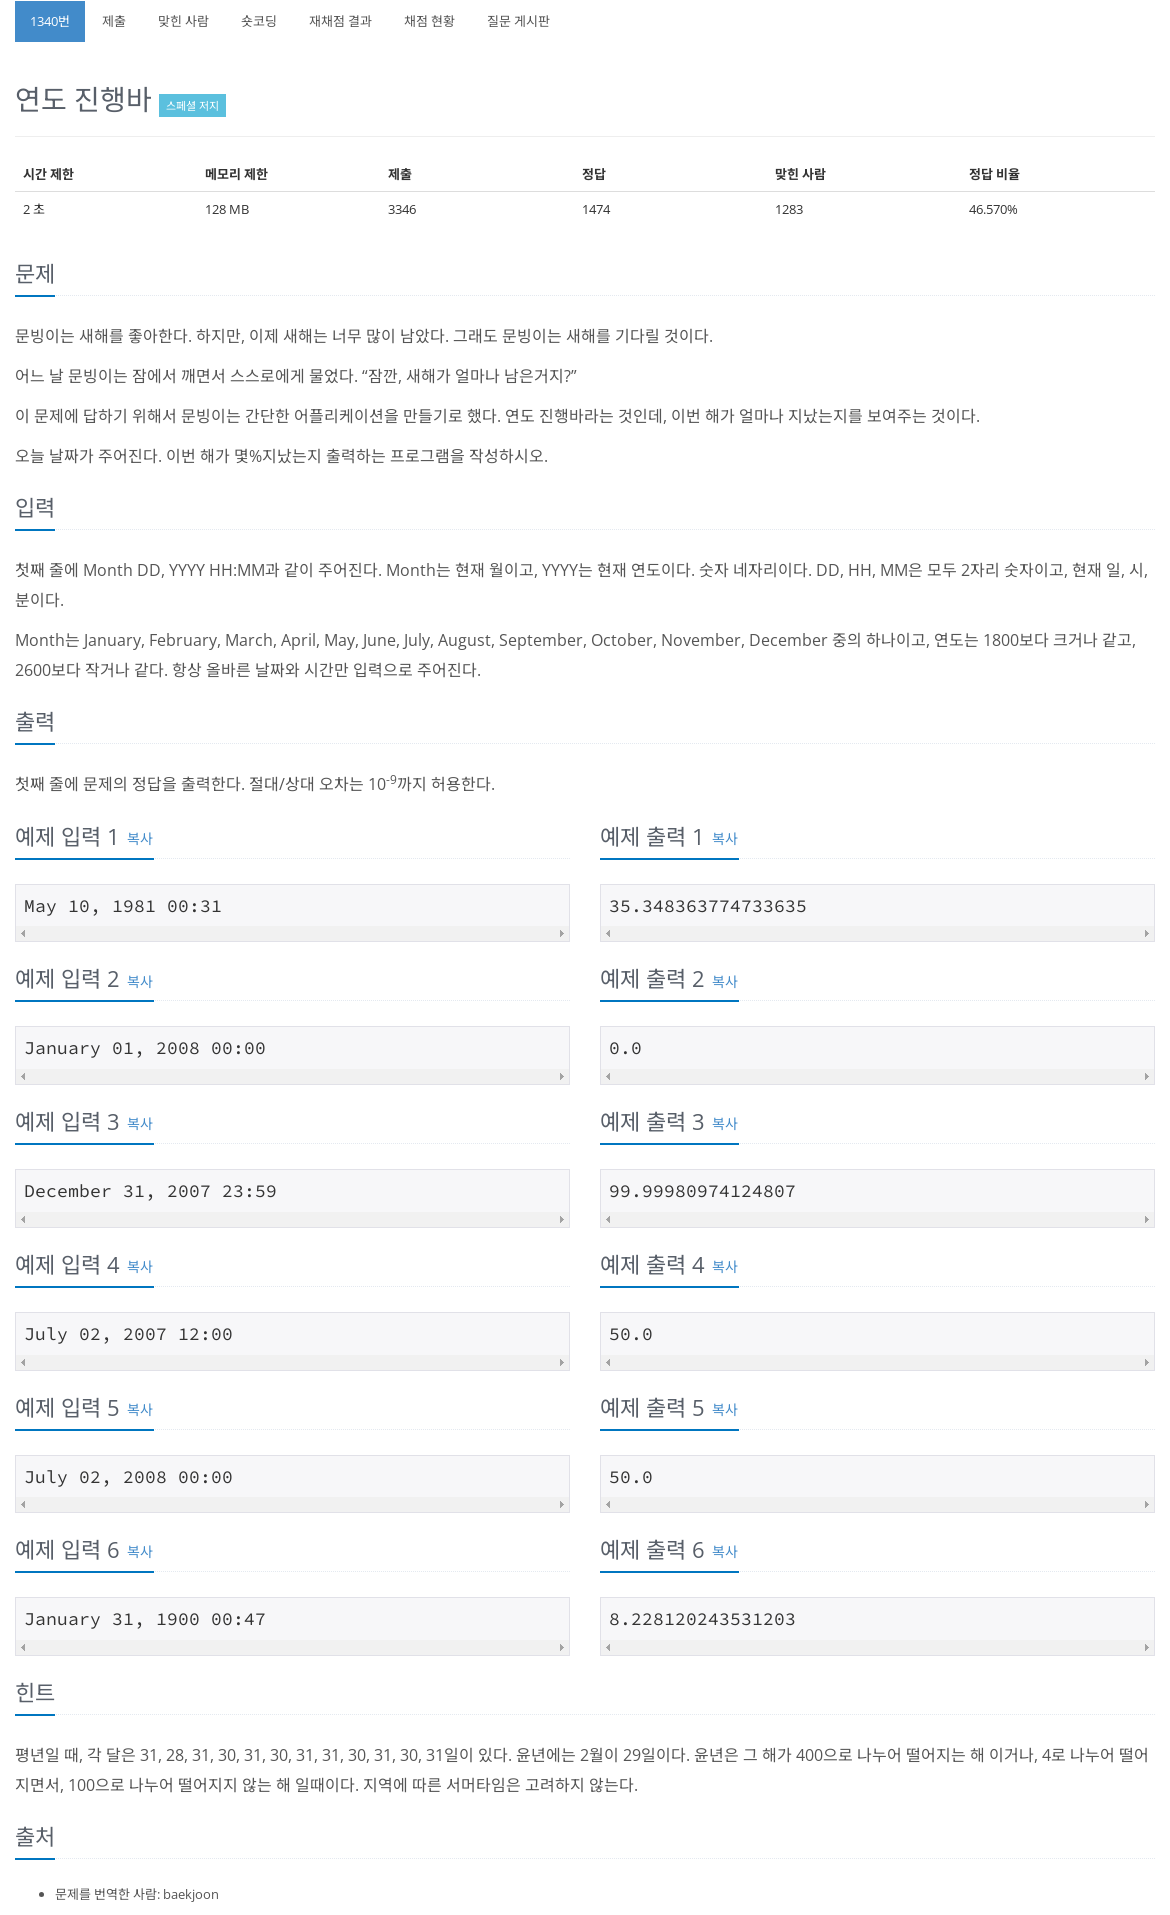 1340번 제출 맞힌 사람 숏코딩 재채점 결과 채점 현황 질문 게시판
연도 진행바 스페셜 저지
시간 제한 메모리 제한 제출 정답 맞힌 사람 정답 비율
2 초 128 MB 3346 1474 1283 46.570%
문제
문빙이는 새해를 좋아한다. 하지만, 이제 새해는 너무 많이 남았다. 그래도 문빙이는 새해를 기다릴 것이다.
어느 날 문빙이는 잠에서 깨면서 스스로에게 물었다. “잠깐, 새해가 얼마나 남은거지?”
이 문제에 답하기 위해서 문빙이는 간단한 어플리케이션을 만들기로 했다. 연도 진행바라는 것인데, 이번 해가 얼마나 지났는지를 보여주는 것이다.
오늘 날짜가 주어진다. 이번 해가 몇%지났는지 출력하는 프로그램을 작성하시오.
입력
첫째 줄에 Month DD, YYYY HH:MM과 같이 주어진다. Month는 현재 월이고, YYYY는 현재 연도이다. 숫자 네자리이다. DD, HH, MM은 모두 2자리 숫자이고, 현재 일, 시,
분이다.
Month는 January, February, March, April, May, June, July, August, September, October, November, December 중의 하나이고, 연도는 1800보다 크거나 같고,
2600보다 작거나 같다. 항상 올바른 날짜와 시간만 입력으로 주어진다.
출력
첫째 줄에 문제의 정답을 출력한다. 절대/상대 오차는 10-9까지 허용한다.
예제 입력 1 복사
May 10, 1981 00:31
예제 출력 1 복사
35.348363774733635
예제 입력 2 복사
January 01, 2008 00:00
예제 출력 2 복사
0.0
예제 입력 3 복사
December 31, 2007 23:59
예제 출력 3 복사
99.99980974124807
예제 입력 4 복사
July 02, 2007 12:00
예제 출력 4 복사
50.0
예제 입력 5 복사
July 02, 2008 00:00
예제 출력 5 복사
50.0
예제 입력 6 복사
January 31, 1900 00:47
예제 출력 6 복사
8.228120243531203
힌트
평년일 때, 각 달은 31, 28, 31, 30, 31, 30, 31, 31, 30, 31, 30, 31일이 있다. 윤년에는 2월이 29일이다. 윤년은 그 해가 400으로 나누어 떨어지는 해 이거나, 4로 나누어 떨어
지면서, 100으로 나누어 떨어지지 않는 해 일때이다. 지역에 따른 서머타임은 고려하지 않는다.
출처
문제를 번역한 사람: baekjoon